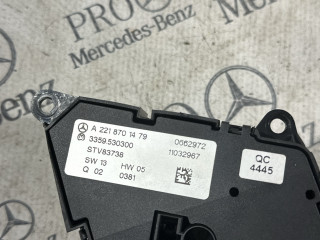 PRO
Mercedes-Benz
A 221 870 14 79
3359.530300
STV83738
SW 13 HW 05
Q 02 0381
0662972
11032967
QC
4445